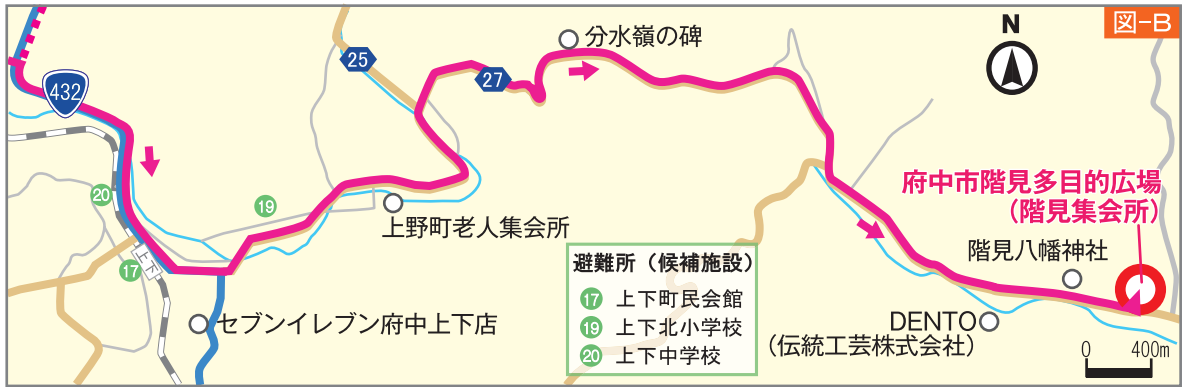 図-B
N
432
25
27
分水嶺の碑
府中市階見多目的広場
(階見集会所)
20
19
上野町老人集会所
階見八幡神社
上下
17
セブンイレブン府中上下店
避難所(候補施設)
17 上下町民会館
19 上下北小学校
20 上下中学校
DENTO
(伝統工芸株式会社)
0 400m